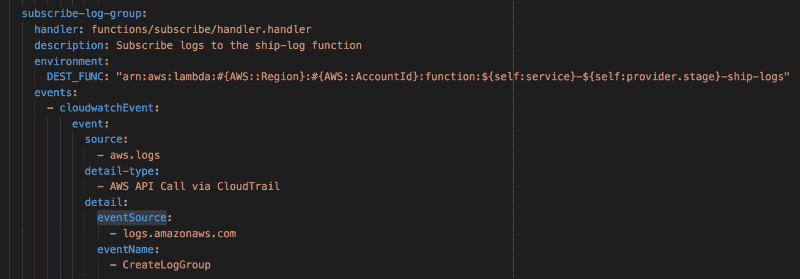 subscribe-log-group:
handler: functions/subscribe/handler.handler
description: Subscribe logs to the ship-log function
environment:
DEST_FUNC: "arn:aws:lambda:#{AWS::Region}:#{AWS::AccountId}:function:${self:service}-${self:provider.stage}-ship-logs"
events:
- cloudwatchEvent:
event:
source:
- aws.logs
detail-type:
- AWS API Call via CloudTrail
detail:
eventSource:
- logs.amazonaws.com
eventName:
- CreateLogGroup